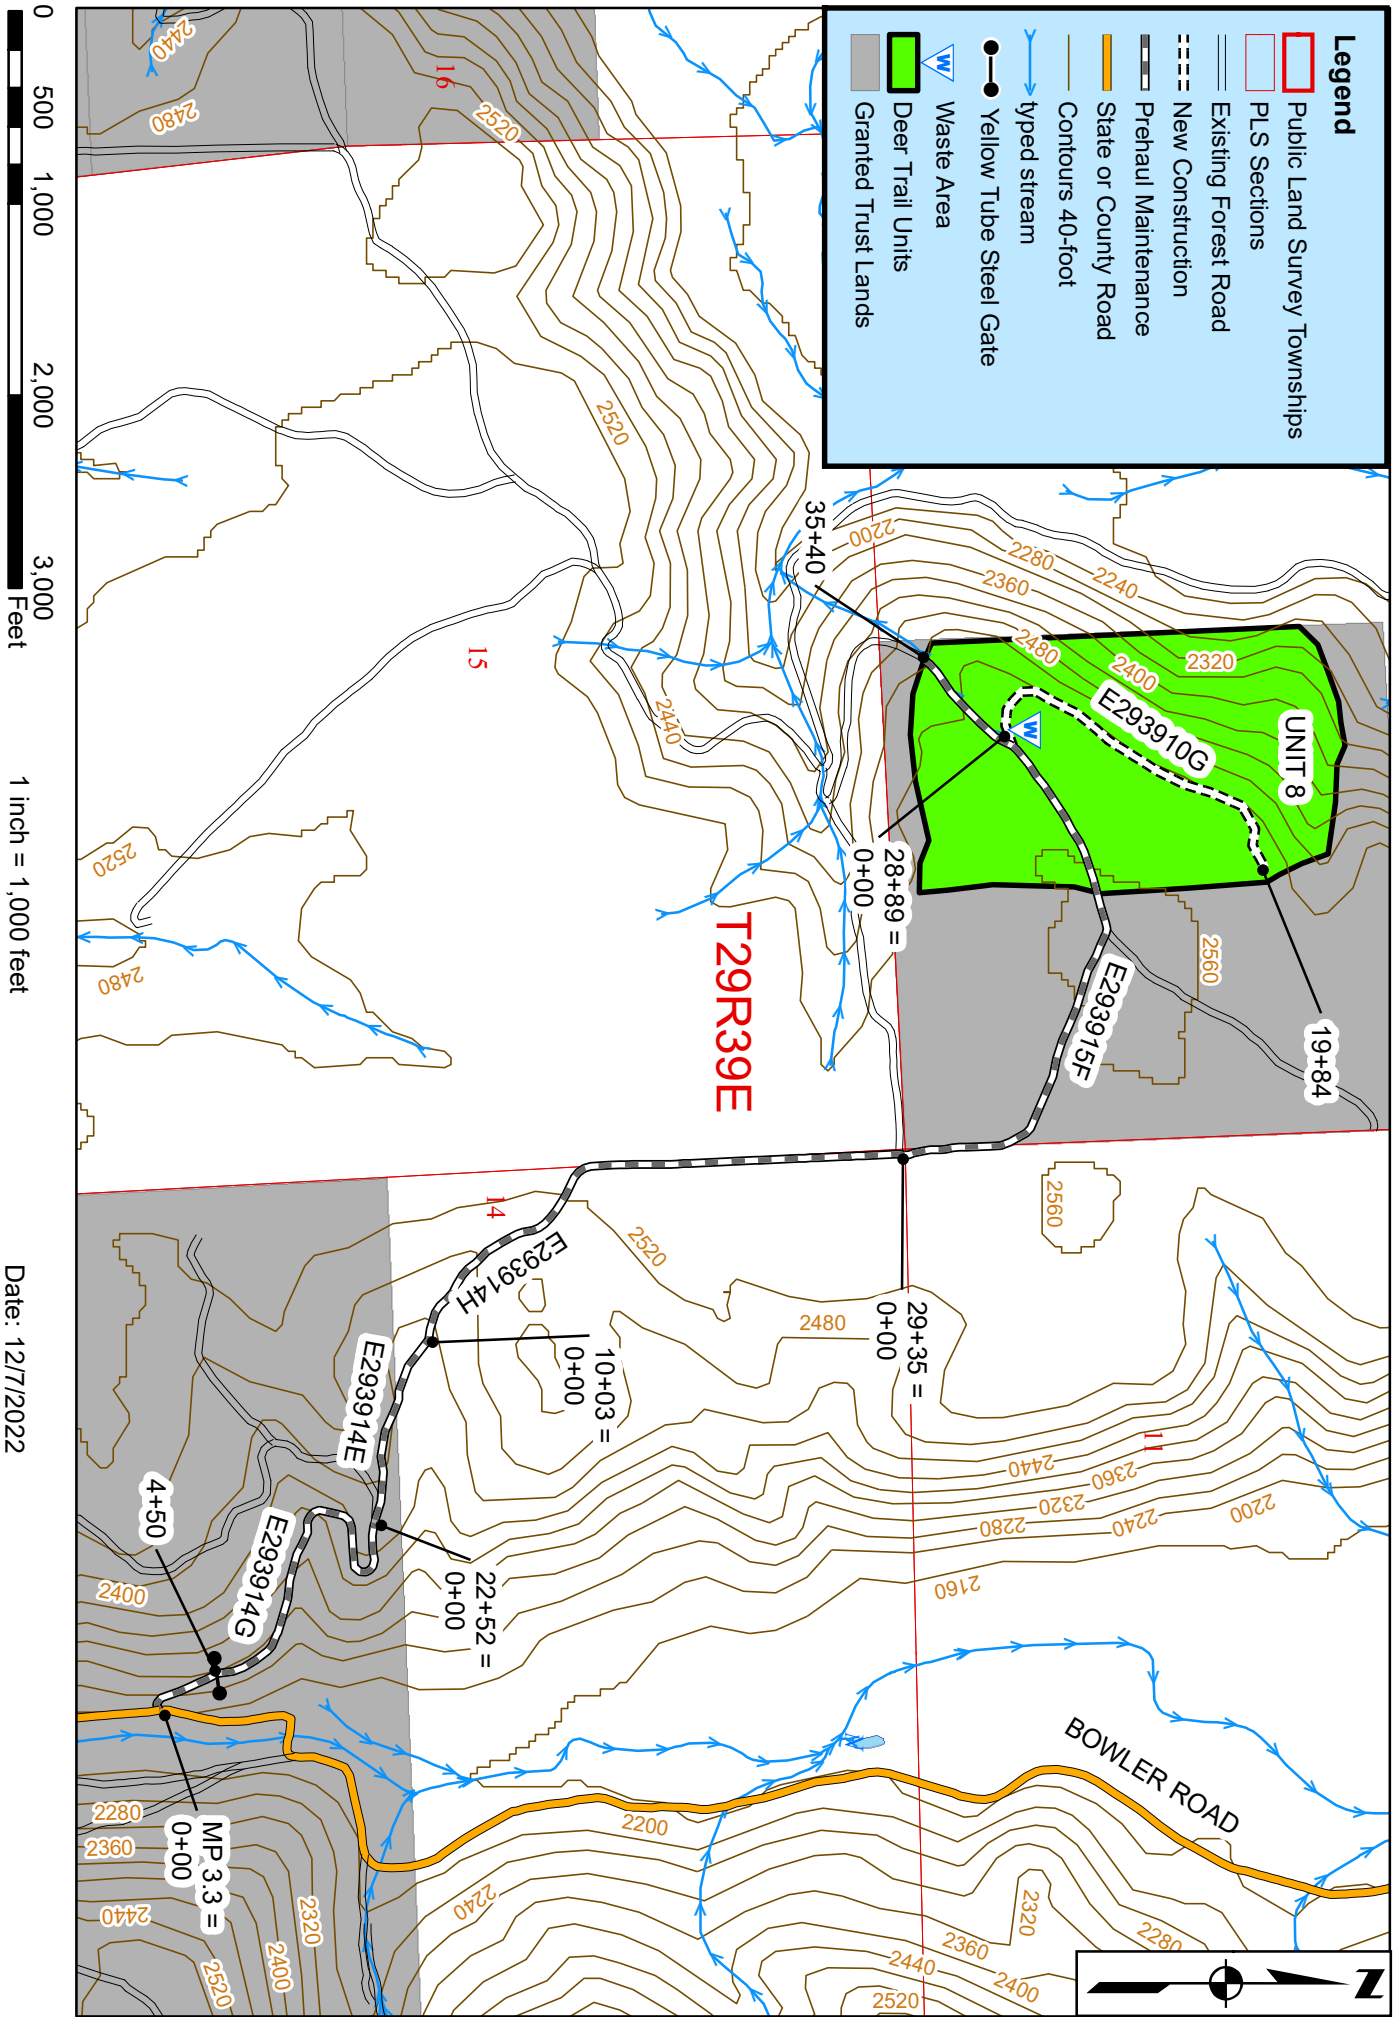 Legend
Public Land Survey Townships
PLS Sections
Existing Forest Road
New Construction
Prehaul Maintenance
State or County Road
Contours 40-foot
typed stream
Yellow Tube Steel Gate
W
Waste Area
Deer Trail Units
Granted Trust Lands
Z
UNIT 8
E293910G
W
19+84
E293915F
35+40
28+89 =
0+00
T29R39E
29+35 =
0+00
BOWLER ROAD
E293914H
10+03 =
0+00
E293914E
22+52 =
0+00
E293914G
4+50
MP 3.3 =
0+00
16
15
14
11
2440
2480
2520
2520
2200
2280
2240
2360
2480
2400
2320
2560
2560
2440
2520
2480
2520
2480
2440
2360
2320
2280
2240
2200
2160
2400
2200
2280
2360
2440
2520
2400
2320
2240
2320
2280
2360
2440
2400
2520
0
500
1,000
2,000
3,000
Feet
1 inch = 1,000 feet
Date: 12/7/2022